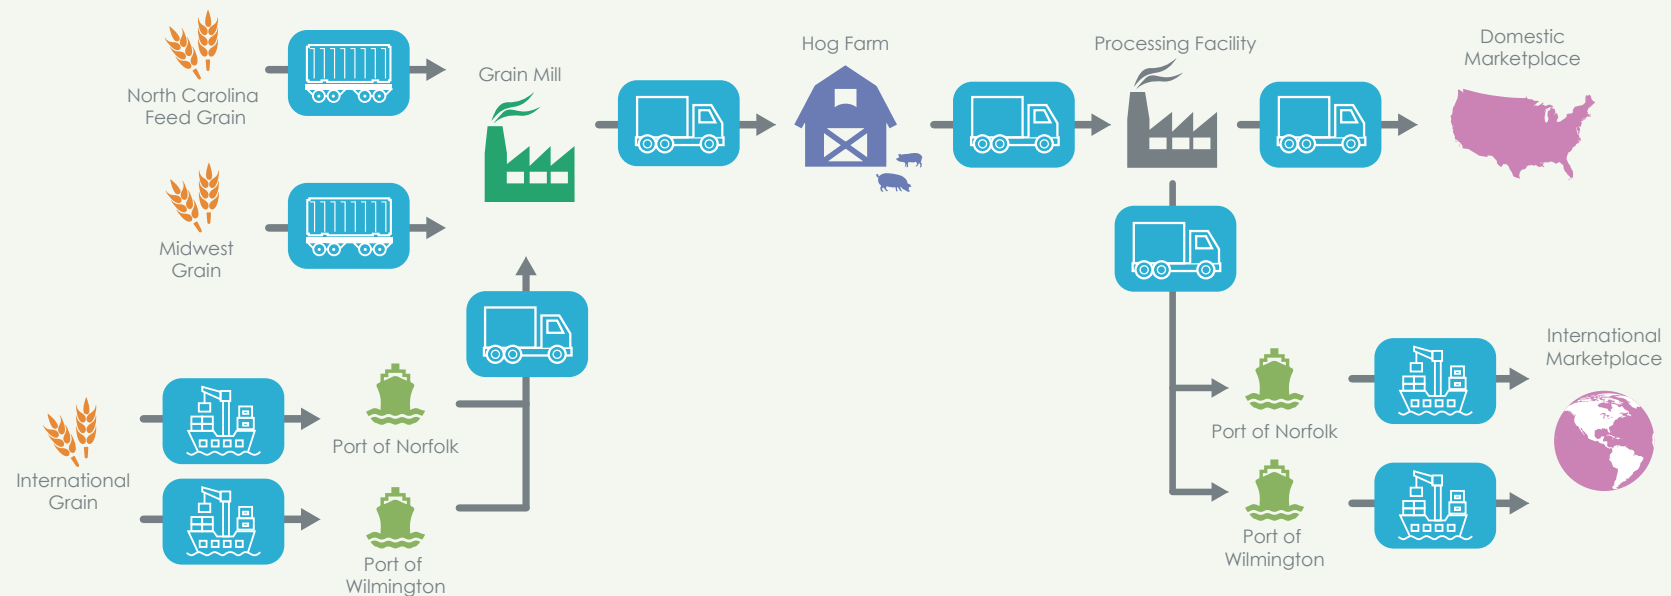 North Carolina
Feed Grain
Grain Mill
Hog Farm
Processing Facility
Domestic
Marketplace
Midwest
Grain
International
Grain
Port of Norfolk
Port of
Wilmington
Port of Norfolk
Port of
Wilmington
International
Marketplace